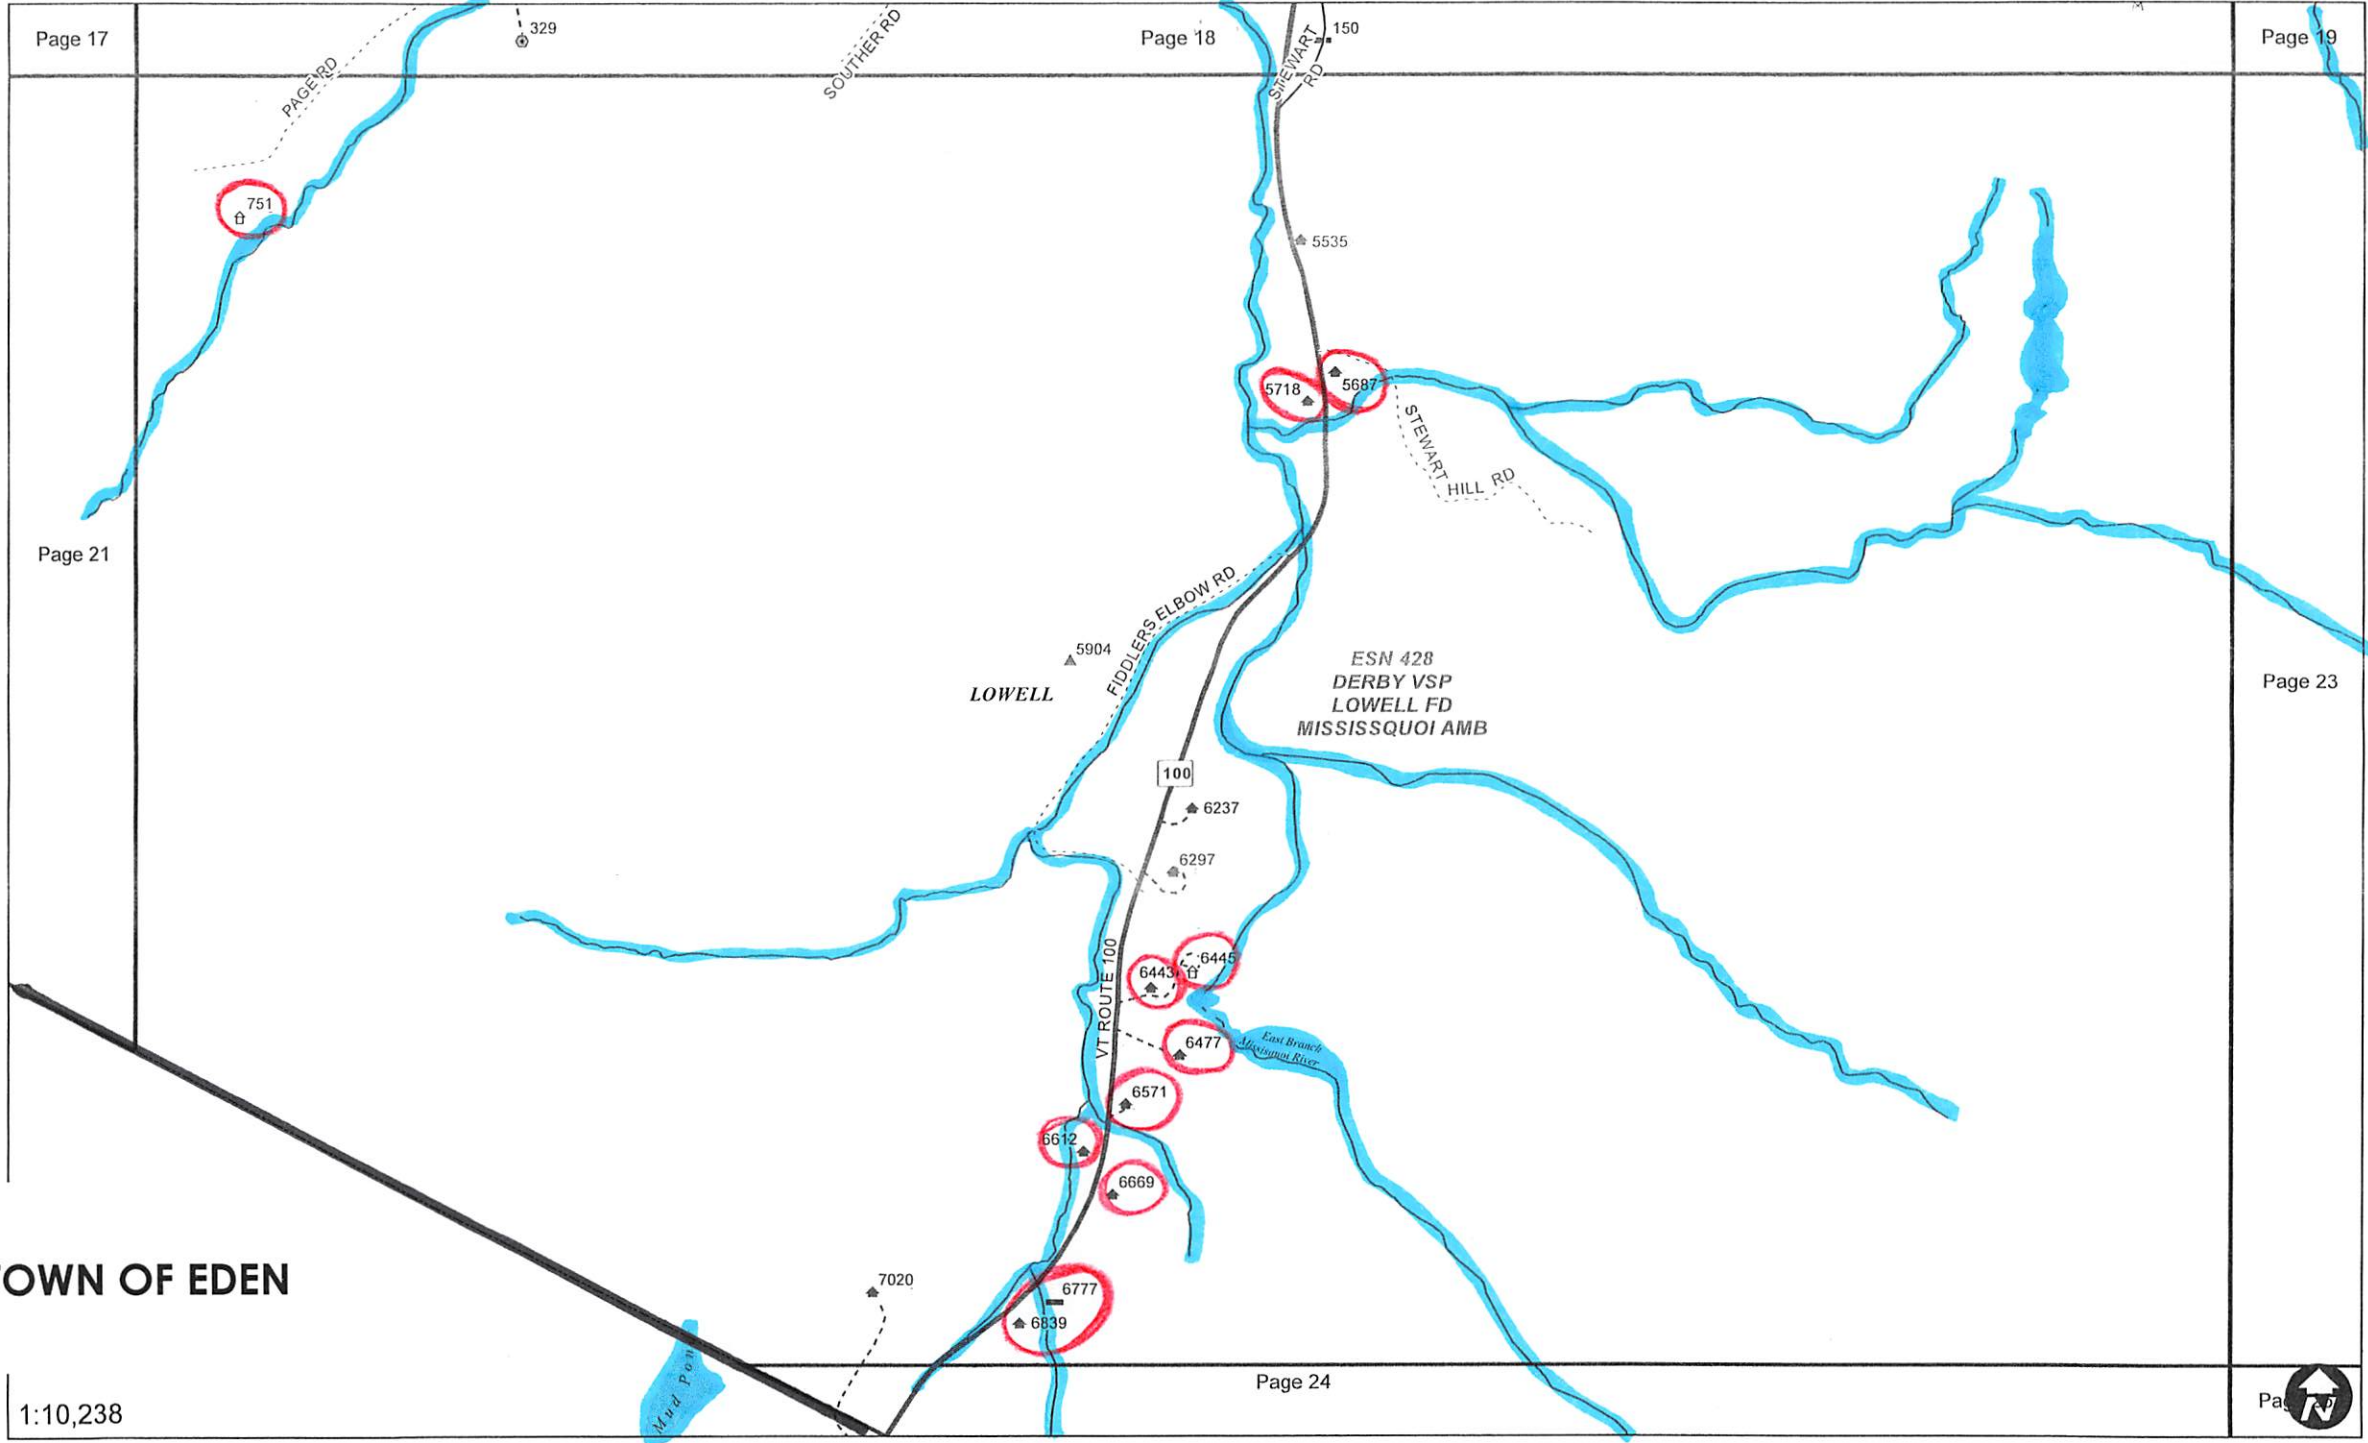 Page 17
329
SOUTHER RD
Page 18
STEWART RD
150
Page 19
PAGE RD
751
5535
5718
5687
STEWART HILL RD
Page 21
FIDDLERS ELBOW RD
5904
LOWELL
ESN 428
DERBY VSP
LOWELL FD
MISSISSQUOI AMB
Page 23
100
6237
6297
VT ROUTE 100
6443
6445
6477
East Branch
Missisquoi River
6571
6612
6669
OWN OF EDEN
7020
6777
6839
Mud Pon
Page 24
1:10,238
Pag
N